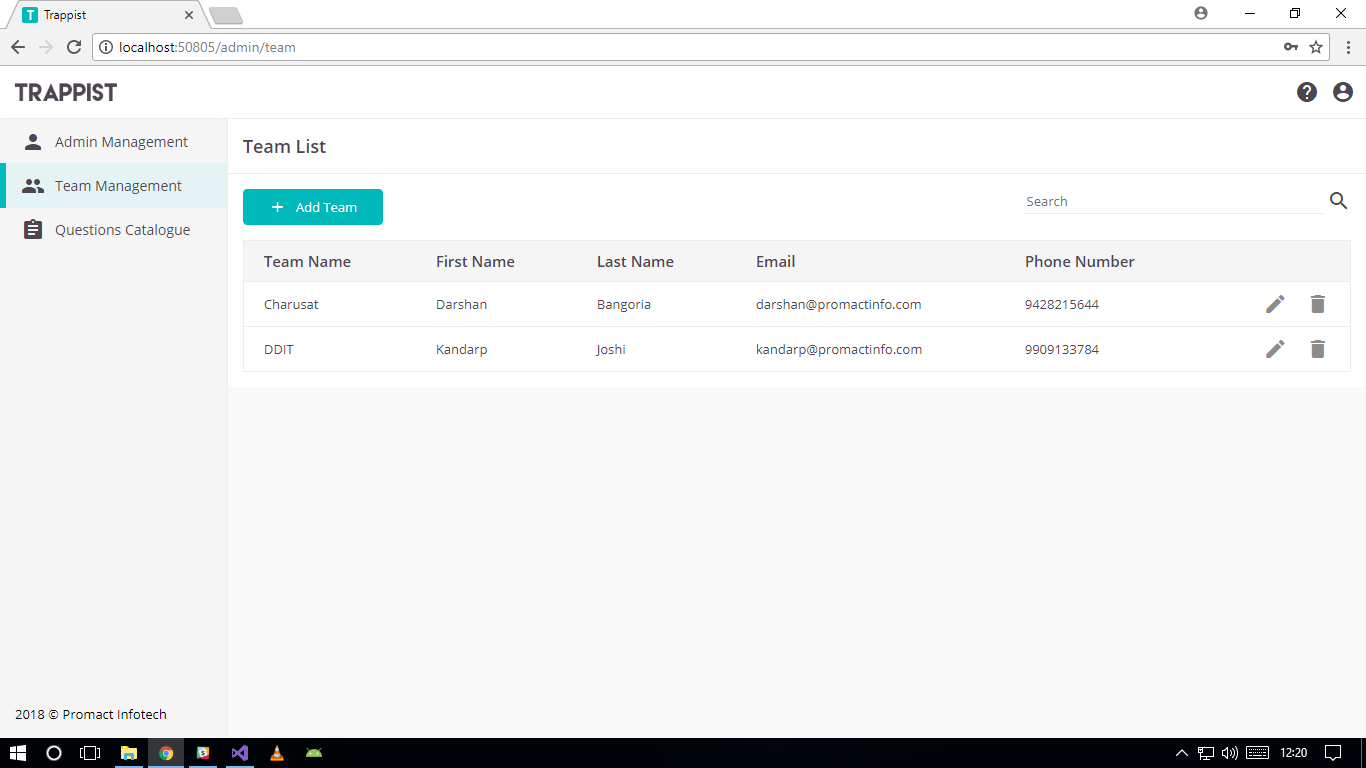 Trappist
localhost:50805/admin/team
TRAPPIST
Admin Management
Team Management
Questions Catalogue
Team List
+ Add Team
Search
Team Name First Name Last Name Email Phone Number
Charusat Darshan Bangoria darshan@promactinfo.com 9428215644
DDIT Kandarp Joshi kandarp@promactinfo.com 9909133784
2018 © Promact Infotech
12:20